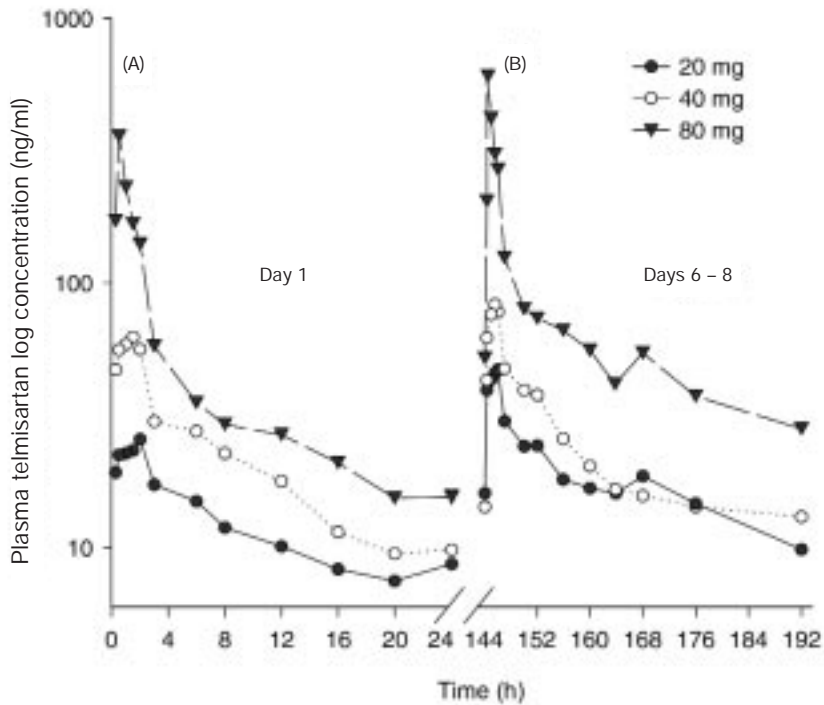 1000
100
10
Plasma telmisartan log concentration (ng/ml)
(A)
(B)
20 mg
40 mg
80 mg
Day 1
Days 6 – 8
0 4 8 12 16 20 24 144 152 160 168 176 184 192
Time (h)